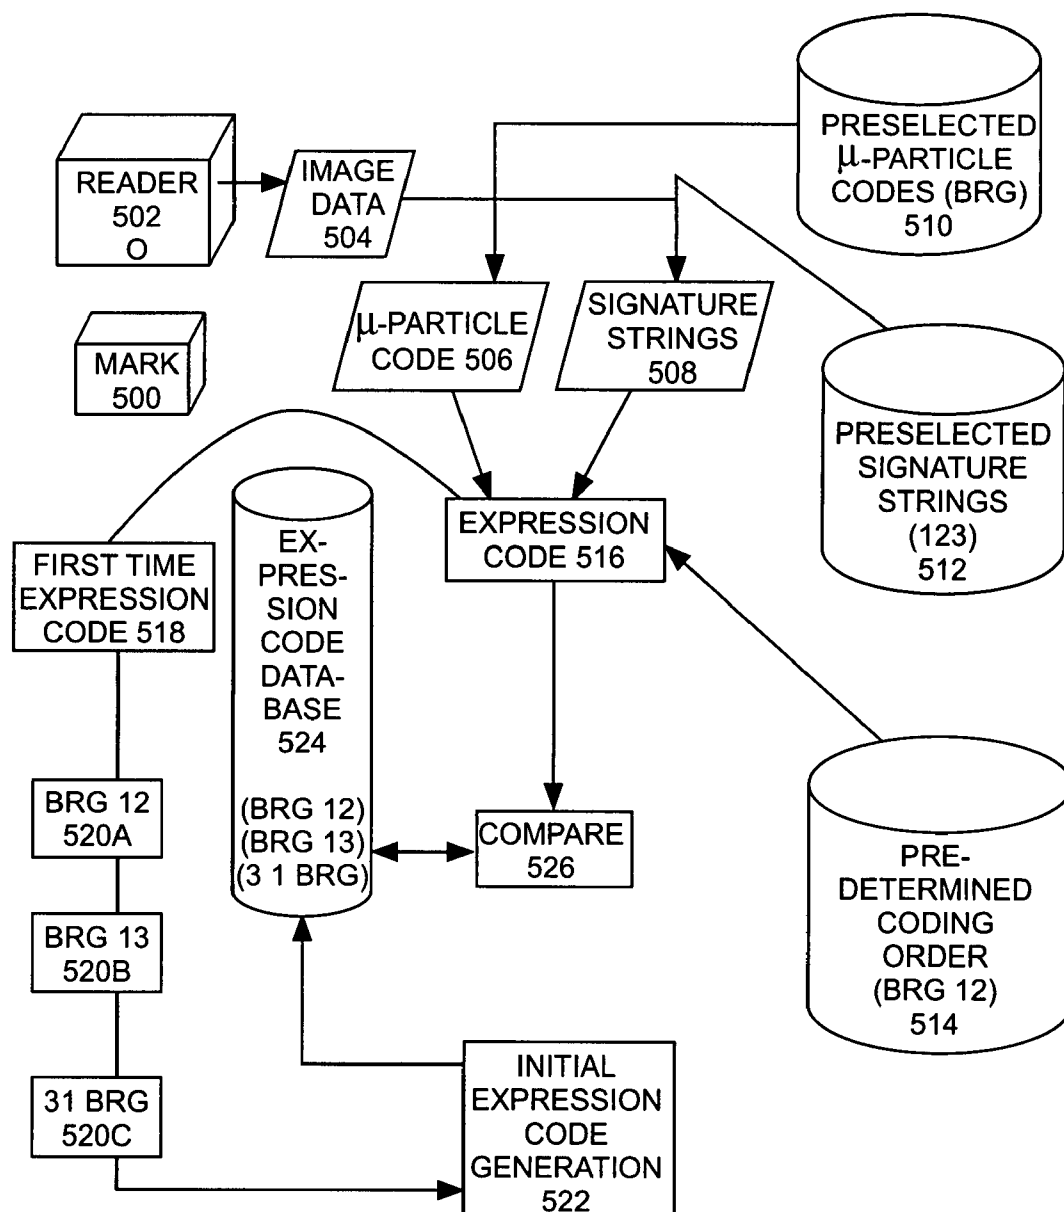 PRESELECTED
μ-PARTICLE
CODES (BRG)
510
READER
502
O
IMAGE
DATA
504
μ-PARTICLE
CODE 506
SIGNATURE
STRINGS
508
MARK
500
PRESELECTED
SIGNATURE
STRINGS
(123)
512
EXPRESSION
CODE 516
FIRST TIME
EXPRESSION
CODE 518
EX-
PRES-
SION
CODE
DATA-
BASE
524
(BRG 12)
(BRG 13)
(3 1 BRG)
BRG 12
520A
COMPARE
526
PRE-
DETERMINED
CODING
ORDER
(BRG 12)
514
BRG 13
520B
31 BRG
520C
INITIAL
EXPRESSION
CODE
GENERATION
522